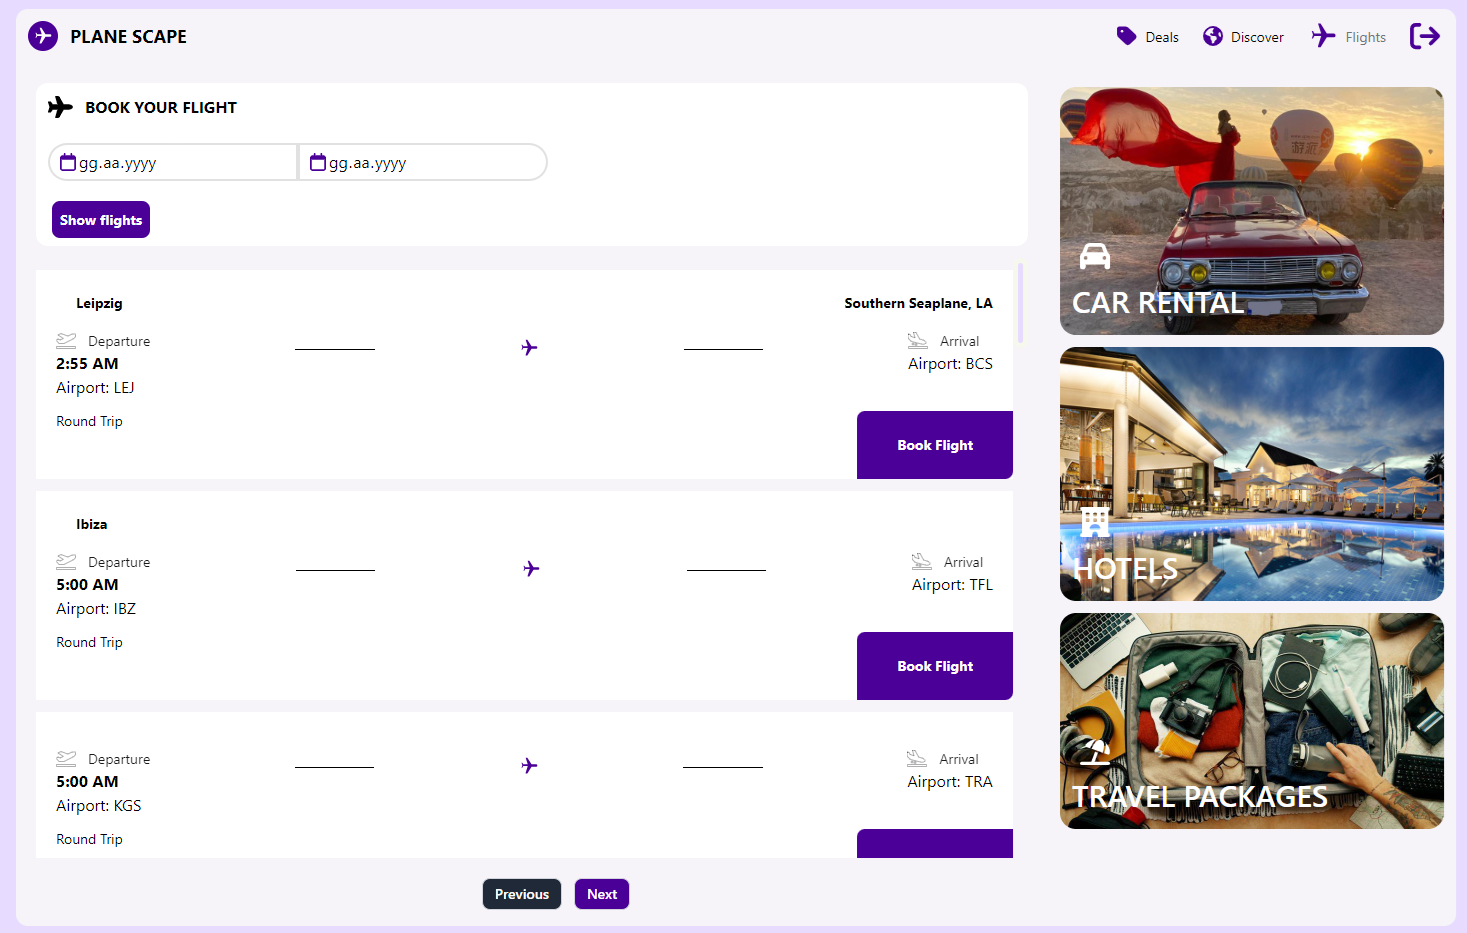 PLANE SCAPE
Deals
Discover
Flights
BOOK YOUR FLIGHT
gg.aa.yyyy
gg.aa.yyyy
Show flights
Leipzig
Southern Seaplane, LA
Departure
Arrival
2:55 AM
Airport: BCS
Airport: LEJ
Round Trip
Book Flight
Ibiza
Departure
Arrival
5:00 AM
Airport: TFL
Airport: IBZ
Round Trip
Book Flight
Departure
Arrival
5:00 AM
Airport: TRA
Airport: KGS
Round Trip
Previous
Next
游派
CAR RENTAL
HOTELS
TRAVEL PACKAGES